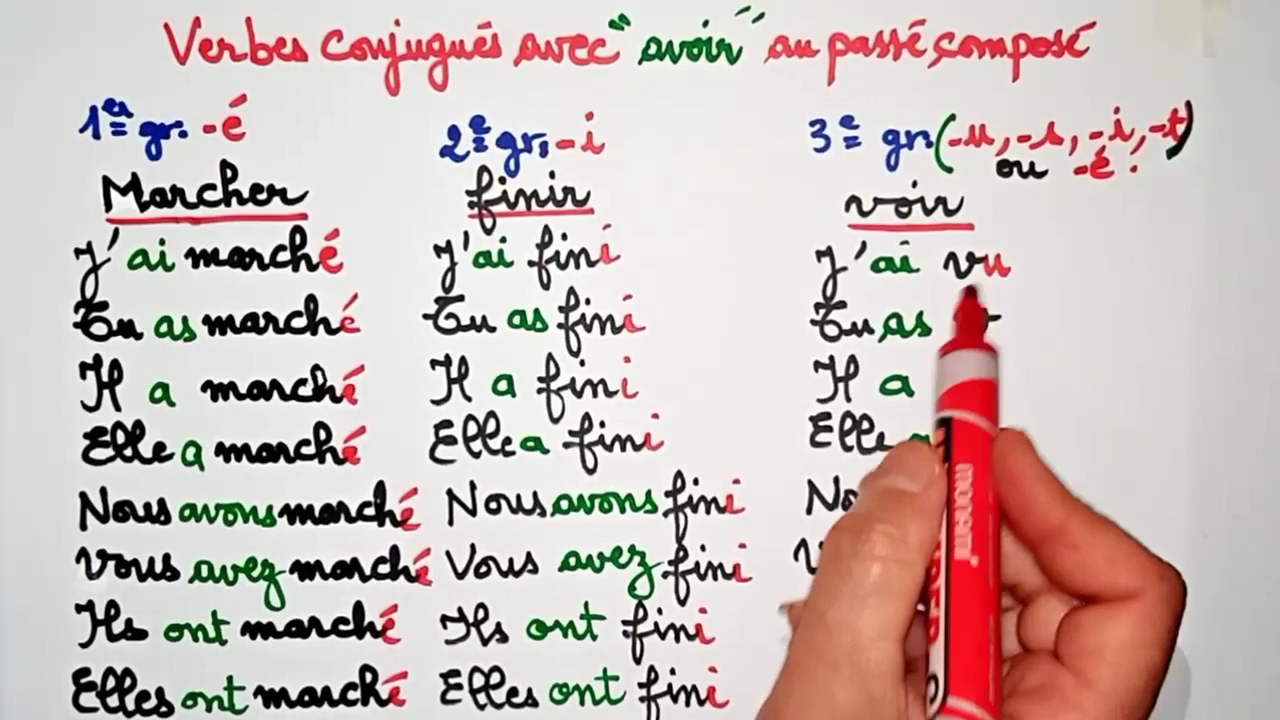 Verbes conjugués avec "avoir" au passé composé
1er gr. -é
Marcher
J'ai marché
Tu as marché
Il a marché
Elle a marché
Nous avons marché
Vous avez marché
Ils ont marché
Elles ont marché
2e gr. -i
finir
J'ai fini
Tu as fini
Il a fini
Elle a fini
Nous avons fini
Vous avez fini
Ils ont fini
Elles ont fini
3e gr. (-u, -s, -i, -t)
ou -é.
voir
J'ai vu
Tu as v
Il a
Elle a
No
V